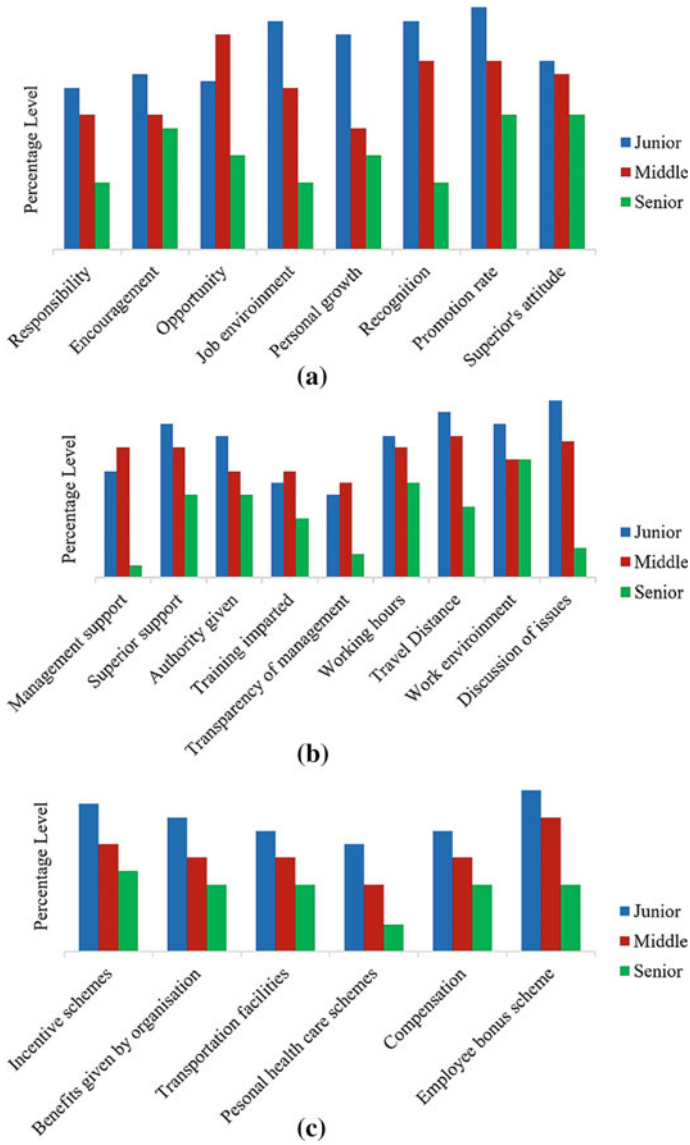 Percentage Level
Junior
Middle
Senior
Responsibility
Encouragement
Opportunity
Job enviroinment
Personal growth
Recognition
Promotion rate
Superior's attitude
(a)
Percentage Level
Junior
Middle
Senior
Management support
Superior support
Authority given
Training imparted
Transparency of management
Working hours
Travel Distance
Work environment
Discussion of issues
(b)
Percentage Level
Junior
Middle
Senior
Incentive schemes
Benefits given by organisation
Transportation facilities
Pesonal health care schemes
Compensation
Employee bonus scheme
(c)